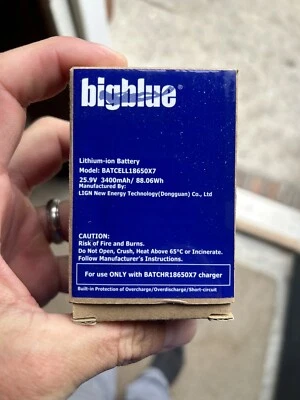 bigblue®
Lithium-ion Battery
Model: BATCELL18650X7
25.9V 3400mAh/ 88.06Wh
Manufactured By:
LIGN New Energy Technology(Dongguan) Co., Ltd
CAUTION:
Risk of Fire and Burns.
Do Not Open, Crush, Heat Above 65°C or Incinerate.
Follow Manufacturer's Instructions.
For use ONLY with BATCHR18650X7 charger
Built-in Protection of Overcharge/Overdischarge/Short-circuit